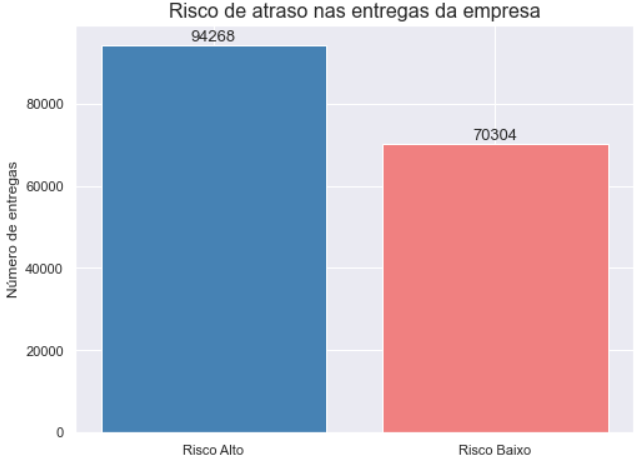 Risco de atraso nas entregas da empresa
94268
70304
Número de entregas
80000
60000
40000
20000
0
Risco Alto
Risco Baixo